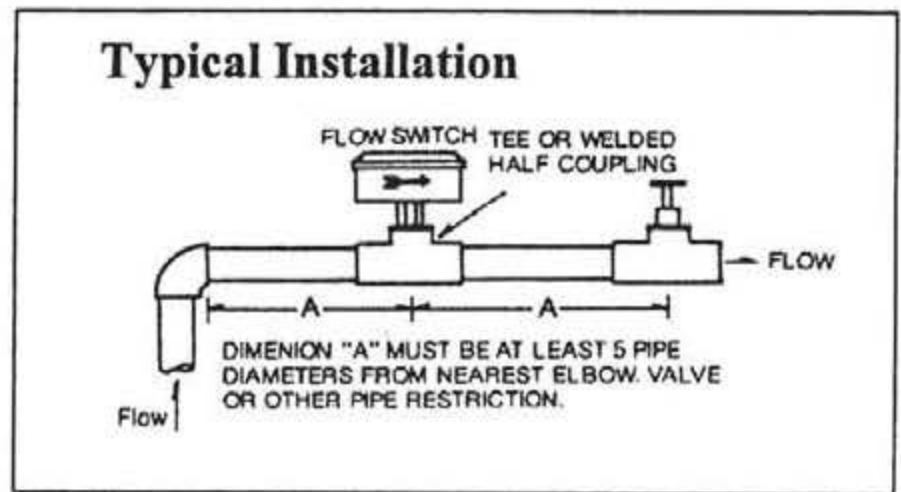 Typical Installation
FLOW SWITCH
TEE OR WELDED
HALF COUPLING
FLOW
A
A
DIMENION "A" MUST BE AT LEAST 5 PIPE
DIAMETERS FROM NEAREST ELBOW. VALVE
OR OTHER PIPE RESTRICTION.
Flow